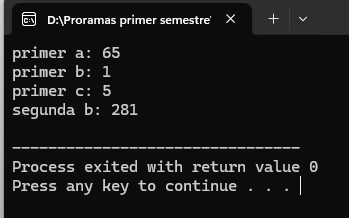 D:\Proramas primer semestre\
primer a: 65
primer b: 1
primer c: 5
segunda b: 281
--------------------------------
Process exited with return value 0
Press any key to continue . . .